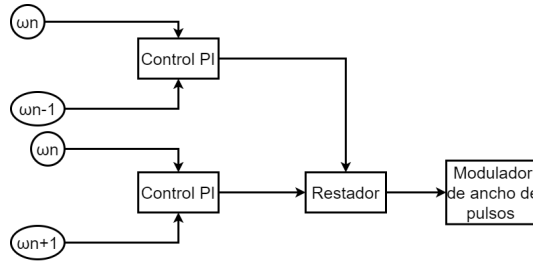 ωn
Control PI
ωn-1
ωn
Control PI
Restador
Modulador
de ancho de
pulsos
ωn+1